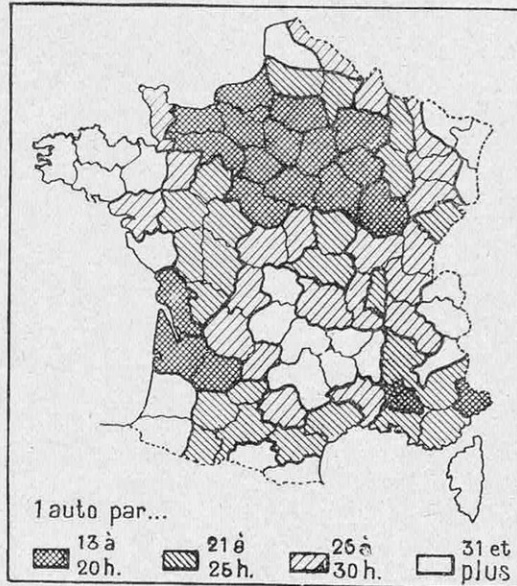 1 auto par...
13 à 20 h.
21 à 25 h.
26 à 30 h.
31 et plus